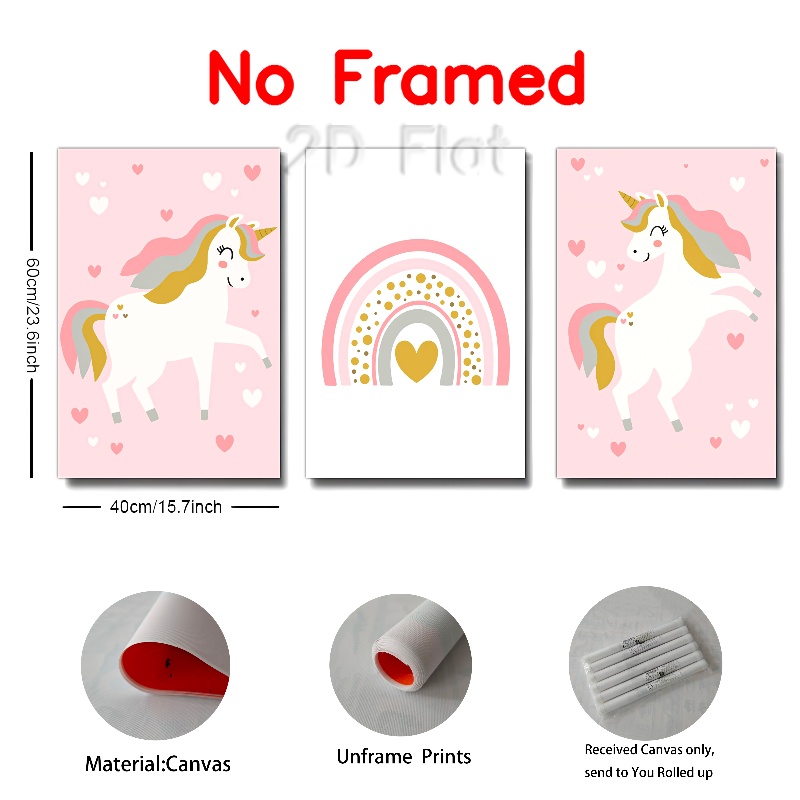 No Framed
2D Flat
60cm/23.6inch
40cm/15.7inch
Material:Canvas
Unframe Prints
Received Canvas only,
send to You Rolled up